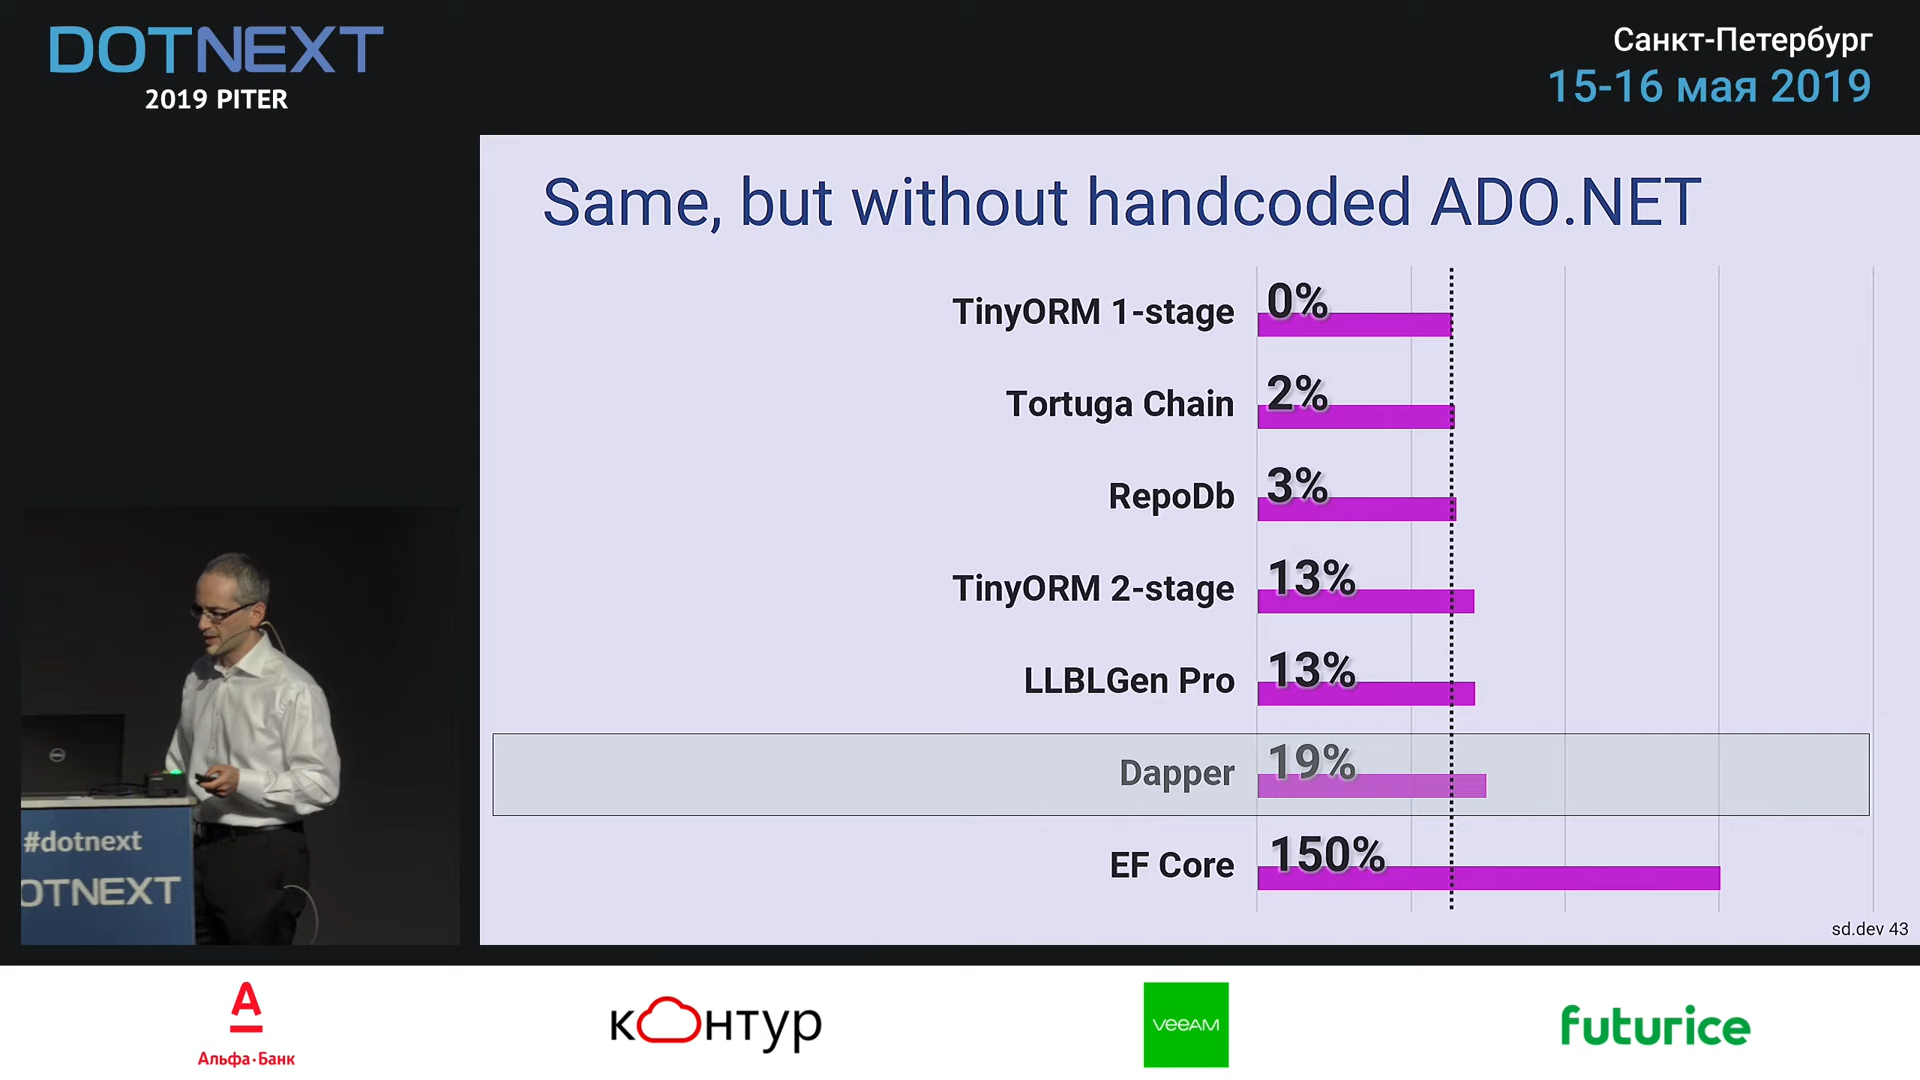 DOTNEXT
2019 PITER
Санкт-Петербург
15-16 мая 2019
Same, but without handcoded ADO.NET
TinyORM 1-stage 0%
Tortuga Chain 2%
RepoDb 3%
TinyORM 2-stage 13%
LLBLGen Pro 13%
Dapper 19%
EF Core 150%
sd.dev 43
#dotnext
OTNEXT
А
Альфа·Банк
кОнтур
veeAM
futurice